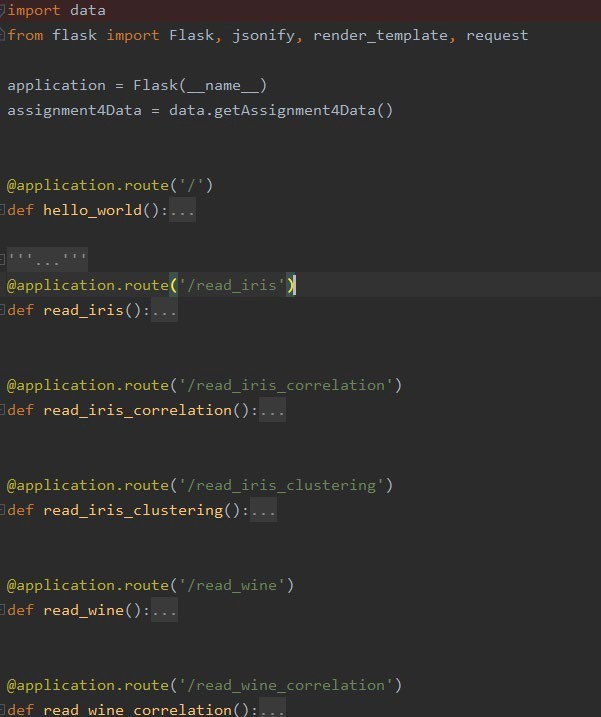 import data
from flask import Flask, jsonify, render_template, request
application = Flask(__name__)
assignment4Data = data.getAssignment4Data()
@application.route('/')
def hello_world():...
'''...'''
@application.route('/read_iris')
def read_iris():...
@application.route('/read_iris_correlation')
def read_iris_correlation():...
@application.route('/read_iris_clustering')
def read_iris_clustering():...
@application.route('/read_wine')
def read_wine():...
@application.route('/read_wine_correlation')
def read_wine_correlation():...